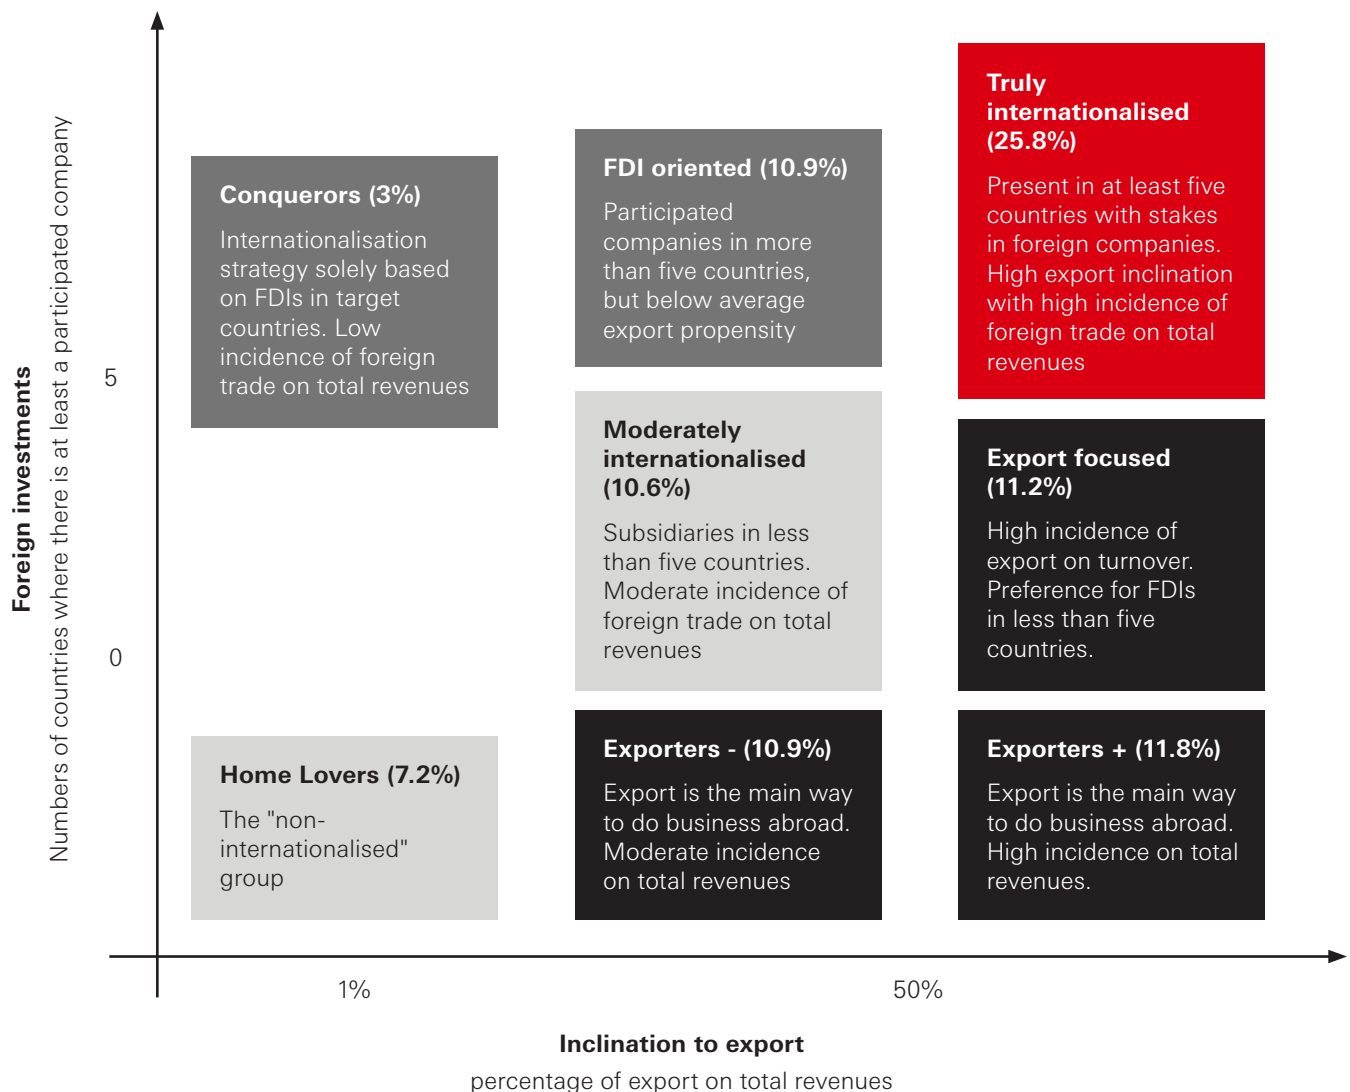 Foreign investments
Numbers of countries where there is at least a participated company
5
0
Conquerors (3%)
Internationalisation
strategy solely based
on FDIs in target
countries. Low
incidence of foreign
trade on total revenues
FDI oriented (10.9%)
Participated
companies in more
than five countries,
but below average
export propensity
Truly
internationalised
(25.8%)
Present in at least five
countries with stakes
in foreign companies.
High export inclination
with high incidence of
foreign trade on total
revenues
Moderately
internationalised
(10.6%)
Subsidiaries in less
than five countries.
Moderate incidence of
foreign trade on total
revenues
Export focused
(11.2%)
High incidence of
export on turnover.
Preference for FDIs
in less than five
countries.
Home Lovers (7.2%)
The "non-
internationalised"
group
Exporters - (10.9%)
Export is the main way
to do business abroad.
Moderate incidence
on total revenues
Exporters + (11.8%)
Export is the main way
to do business abroad.
High incidence on total
revenues.
1%
50%
Inclination to export
percentage of export on total revenues